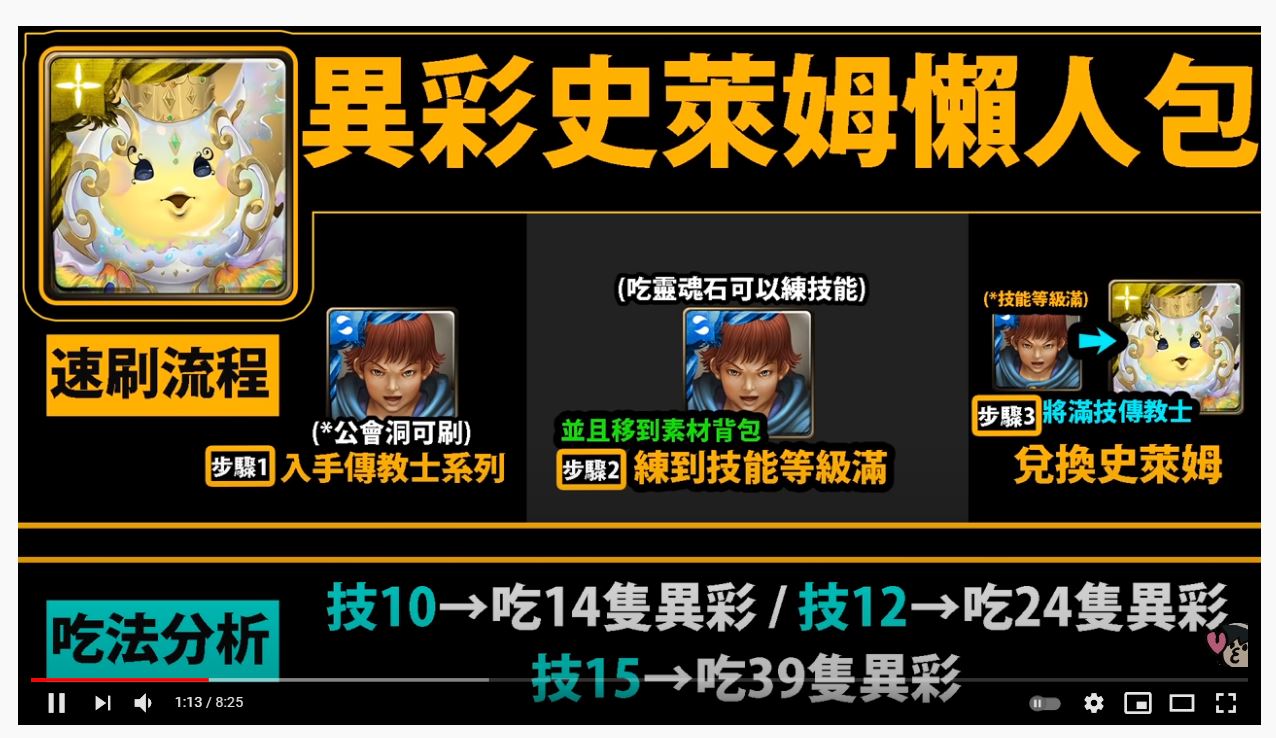 異彩史萊姆懶人包
速刷流程
(*公會洞可刷)
步驟1 入手傳教士系列
(吃靈魂石可以練技能)
並且移到素材背包
步驟2 練到技能等級滿
(*技能等級滿)
步驟3 將滿技傳教士
兌換史萊姆
吃法分析
技10→吃14隻異彩 / 技12→吃24隻異彩
技15→吃39隻異彩
1:13 / 8:25